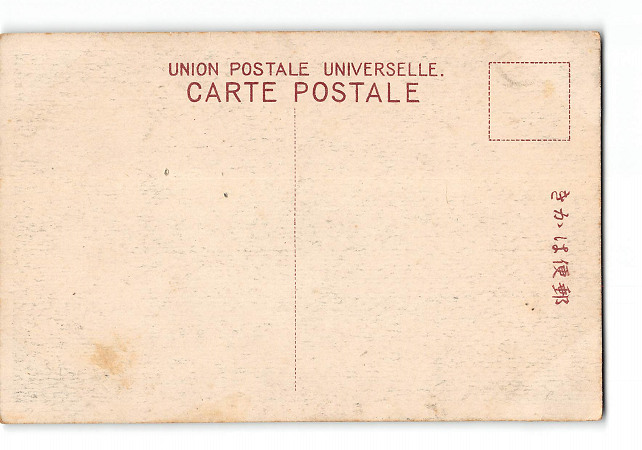 UNION POSTALE UNIVERSELLE.
CARTE POSTALE
郵便はかき